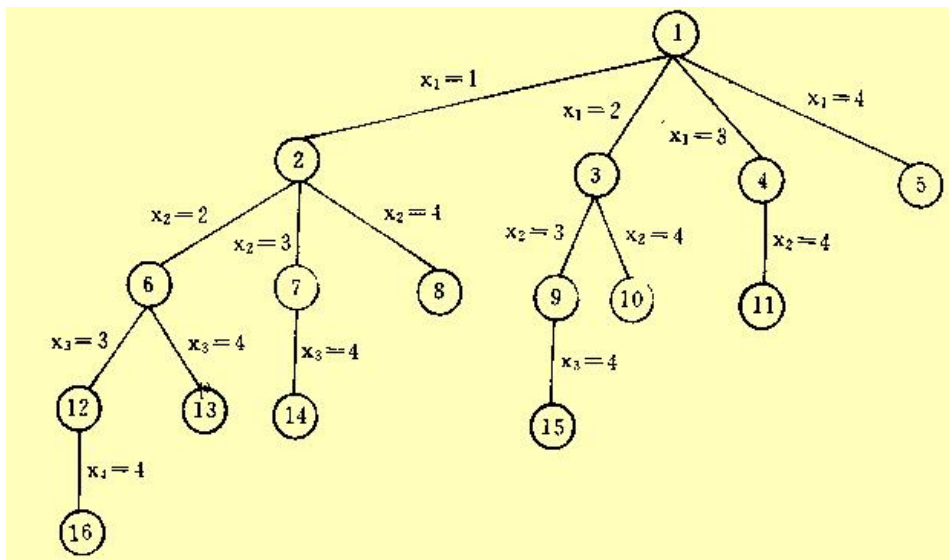 1
x₁=1
x₁=2
x₁=3
x₁=4
2
3
4
5
x₂=2
x₂=3
x₂=4
x₂=3
x₂=4
x₂=4
6
7
8
9
10
11
x₃=3
x₃=4
x₃=4
x₃=4
12
13
14
15
x₄=4
16